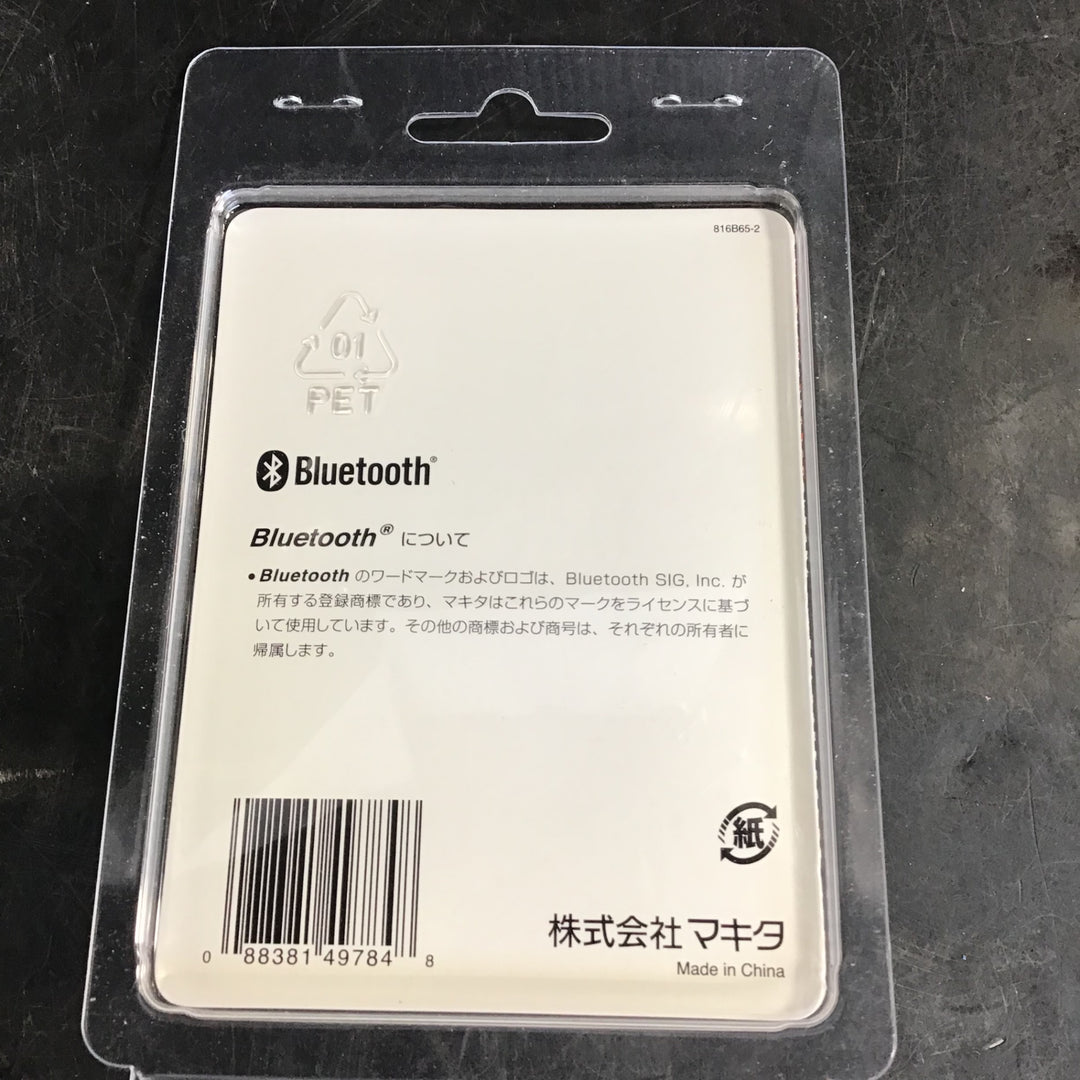 816B65-2
01
PET
Bluetooth®
Bluetooth® について
• Bluetooth のワードマークおよびロゴは、Bluetooth SIG, Inc. が
所有する登録商標であり、マキタはこれらのマークをライセンスに基づ
いて使用しています。その他の商標および商号は、それぞれの所有者に
帰属します。
紙
株式会社マキタ
Made in China
0 88381 49784 8